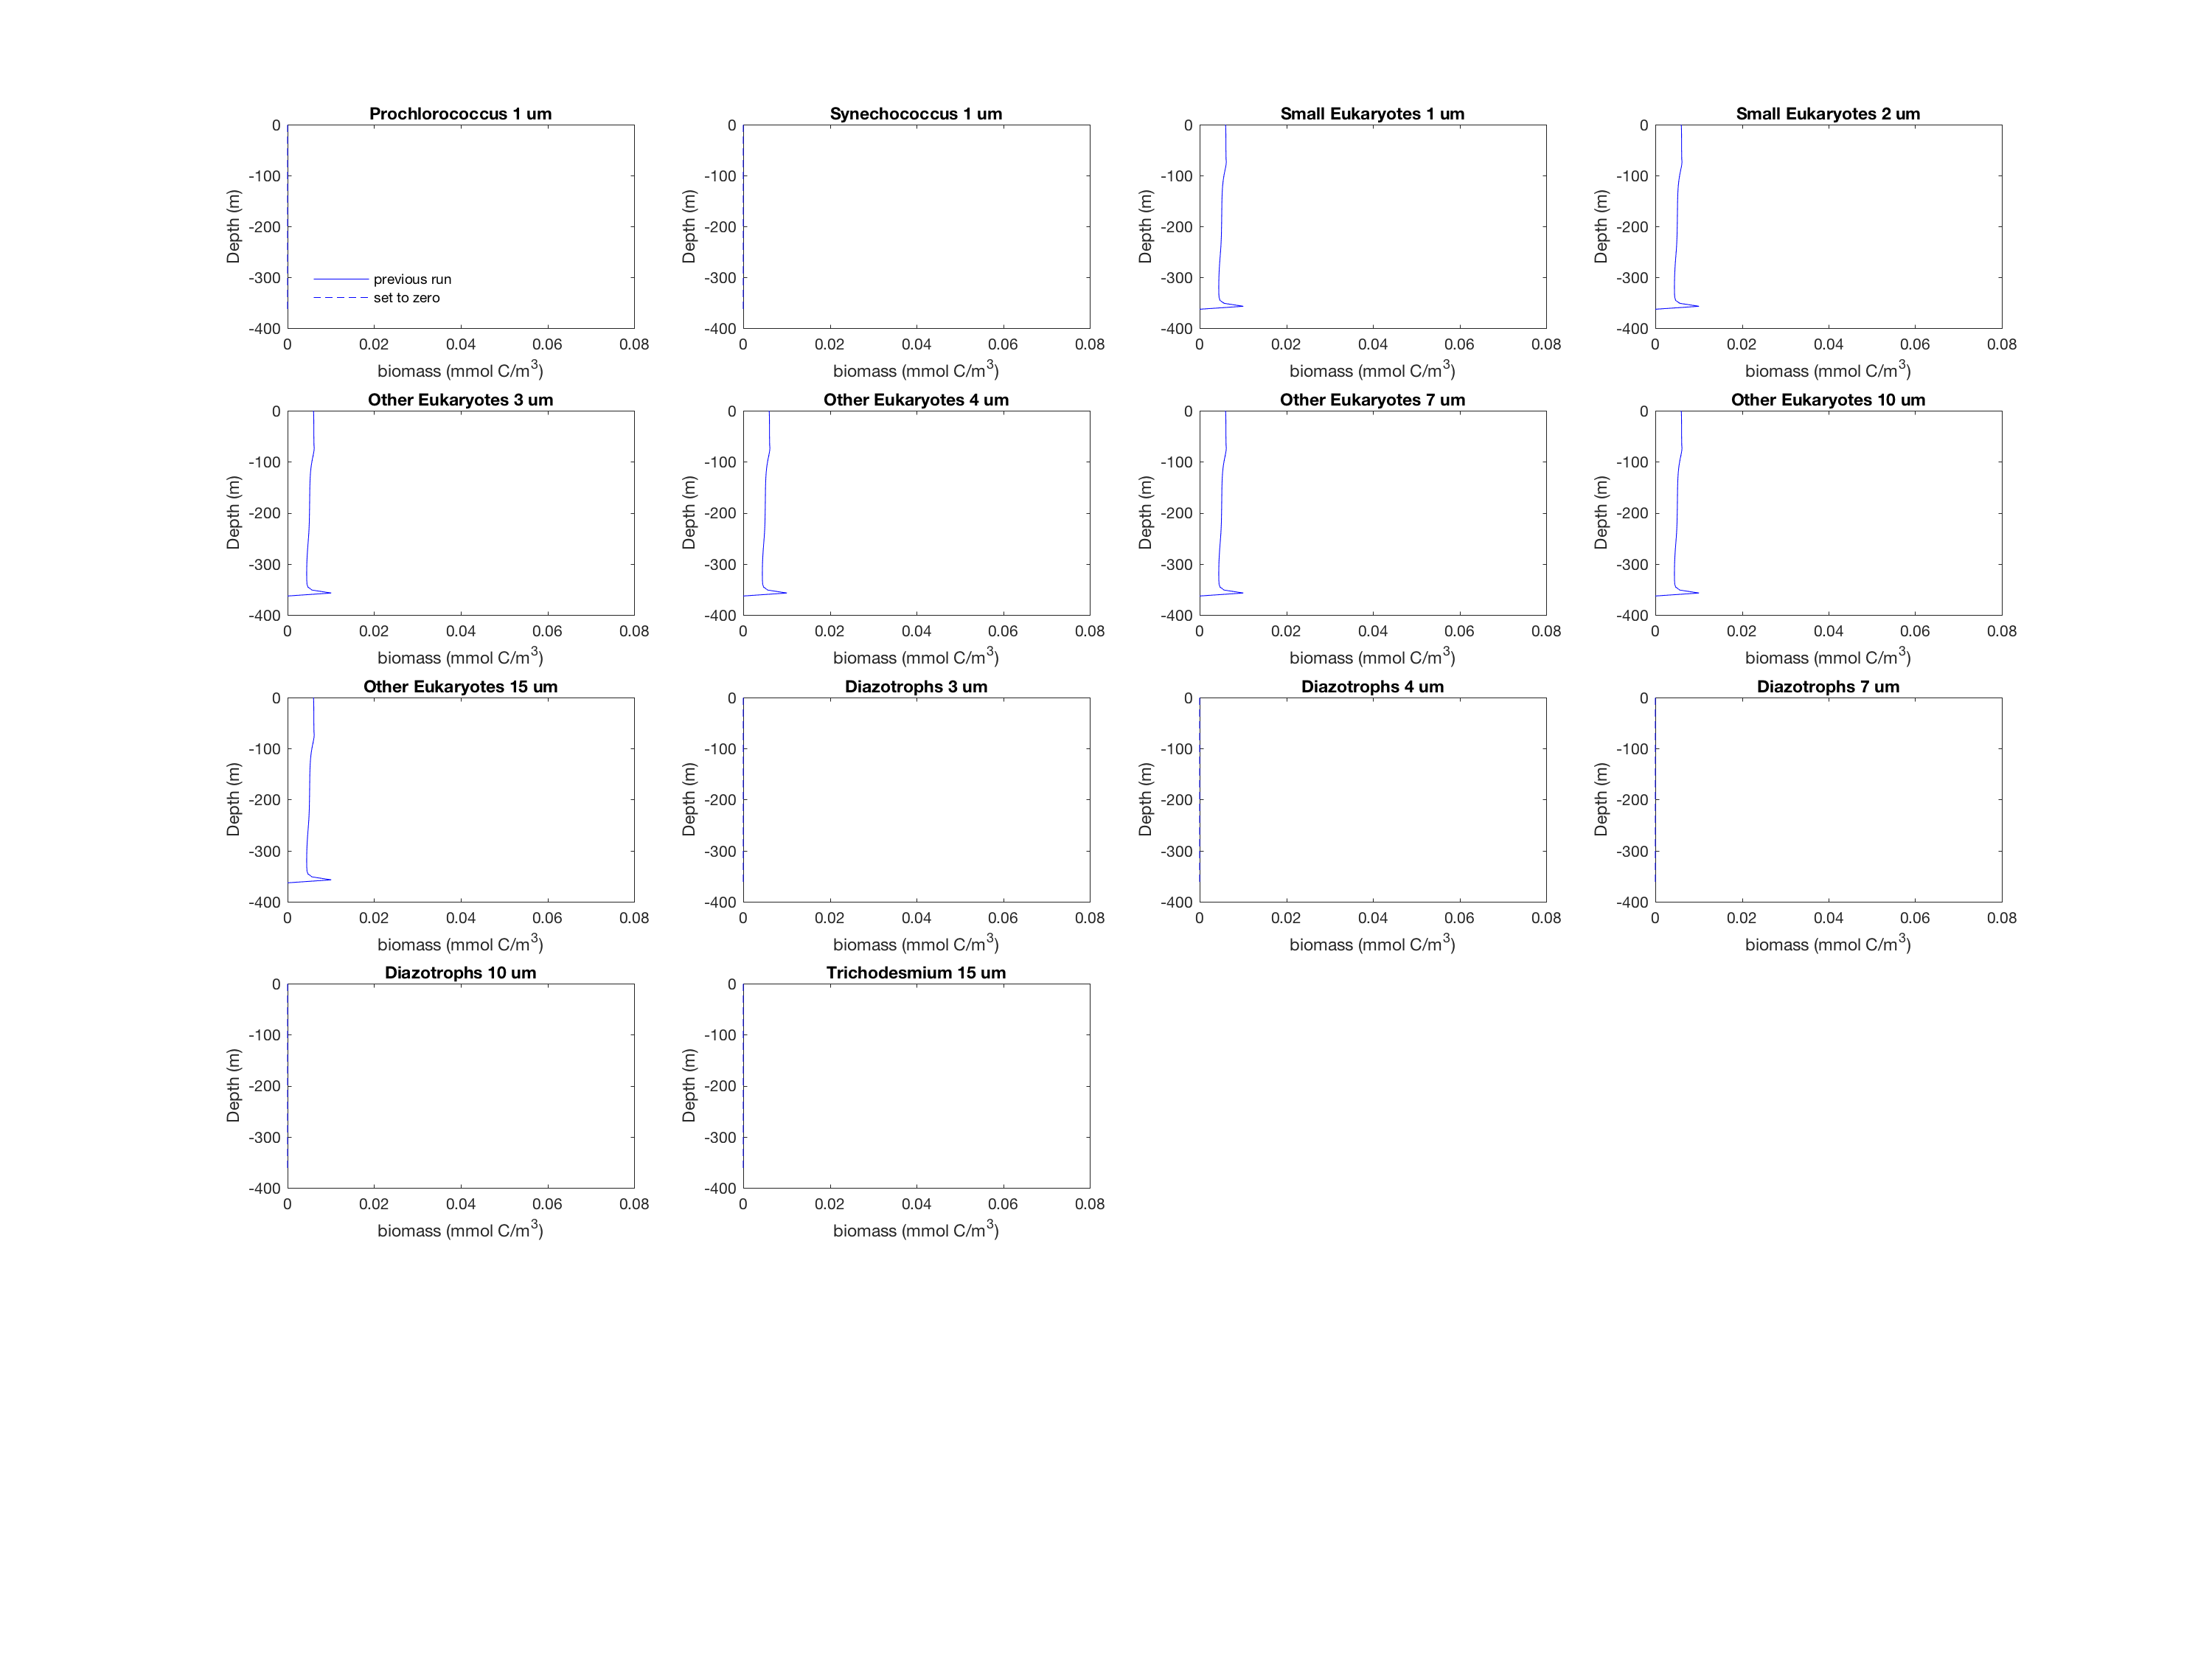 Prochlorococcus 1 um
0
-100
-200
-300
-400
Depth (m)
previous run
set to zero
0 0.02 0.04 0.06 0.08
biomass (mmol C/m³)
Synechococcus 1 um
0
-100
-200
-300
-400
Depth (m)
0 0.02 0.04 0.06 0.08
biomass (mmol C/m³)
Small Eukaryotes 1 um
0
-100
-200
-300
-400
Depth (m)
0 0.02 0.04 0.06 0.08
biomass (mmol C/m³)
Small Eukaryotes 2 um
0
-100
-200
-300
-400
Depth (m)
0 0.02 0.04 0.06 0.08
biomass (mmol C/m³)
Other Eukaryotes 3 um
0
-100
-200
-300
-400
Depth (m)
0 0.02 0.04 0.06 0.08
biomass (mmol C/m³)
Other Eukaryotes 4 um
0
-100
-200
-300
-400
Depth (m)
0 0.02 0.04 0.06 0.08
biomass (mmol C/m³)
Other Eukaryotes 7 um
0
-100
-200
-300
-400
Depth (m)
0 0.02 0.04 0.06 0.08
biomass (mmol C/m³)
Other Eukaryotes 10 um
0
-100
-200
-300
-400
Depth (m)
0 0.02 0.04 0.06 0.08
biomass (mmol C/m³)
Other Eukaryotes 15 um
0
-100
-200
-300
-400
Depth (m)
0 0.02 0.04 0.06 0.08
biomass (mmol C/m³)
Diazotrophs 3 um
0
-100
-200
-300
-400
Depth (m)
0 0.02 0.04 0.06 0.08
biomass (mmol C/m³)
Diazotrophs 4 um
0
-100
-200
-300
-400
Depth (m)
0 0.02 0.04 0.06 0.08
biomass (mmol C/m³)
Diazotrophs 7 um
0
-100
-200
-300
-400
Depth (m)
0 0.02 0.04 0.06 0.08
biomass (mmol C/m³)
Diazotrophs 10 um
0
-100
-200
-300
-400
Depth (m)
0 0.02 0.04 0.06 0.08
biomass (mmol C/m³)
Trichodesmium 15 um
0
-100
-200
-300
-400
Depth (m)
0 0.02 0.04 0.06 0.08
biomass (mmol C/m³)